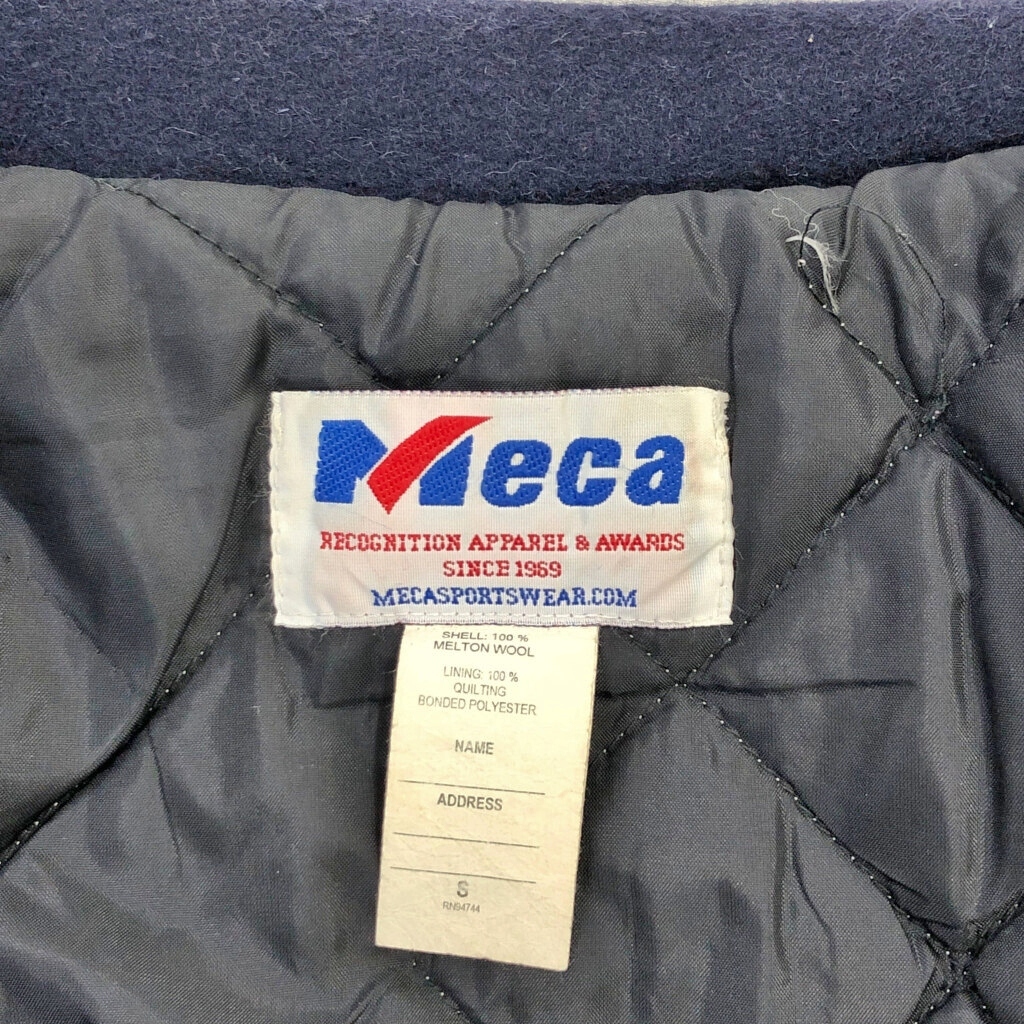 Meca
RECOGNITION APPAREL & AWARDS
SINCE 1969
MECASPORTSWEAR.COM
SHELL: 100 %
MELTON WOOL
LINING: 100 %
QUILTING
BONDED POLYESTER
NAME
ADDRESS
S
RN94744